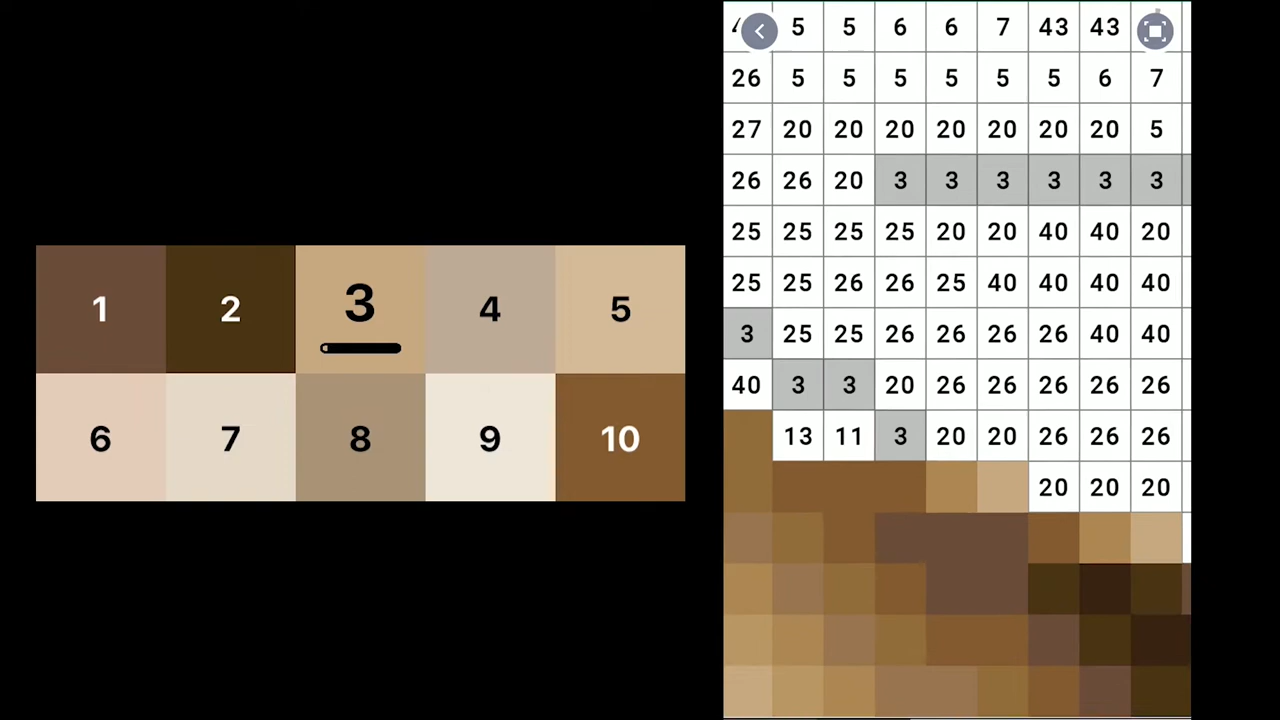 1 2 3 4 5
6 7 8 9 10
5 5 6 6 7 43 43
26 5 5 5 5 5 5 6 7
27 20 20 20 20 20 20 20 5
26 26 20 3 3 3 3 3 3
25 25 25 25 20 20 40 40 20
25 25 26 26 25 40 40 40 40
3 25 25 26 26 26 26 40 40
40 3 3 20 26 26 26 26 26
13 11 3 20 20 26 26 26
20 20 20